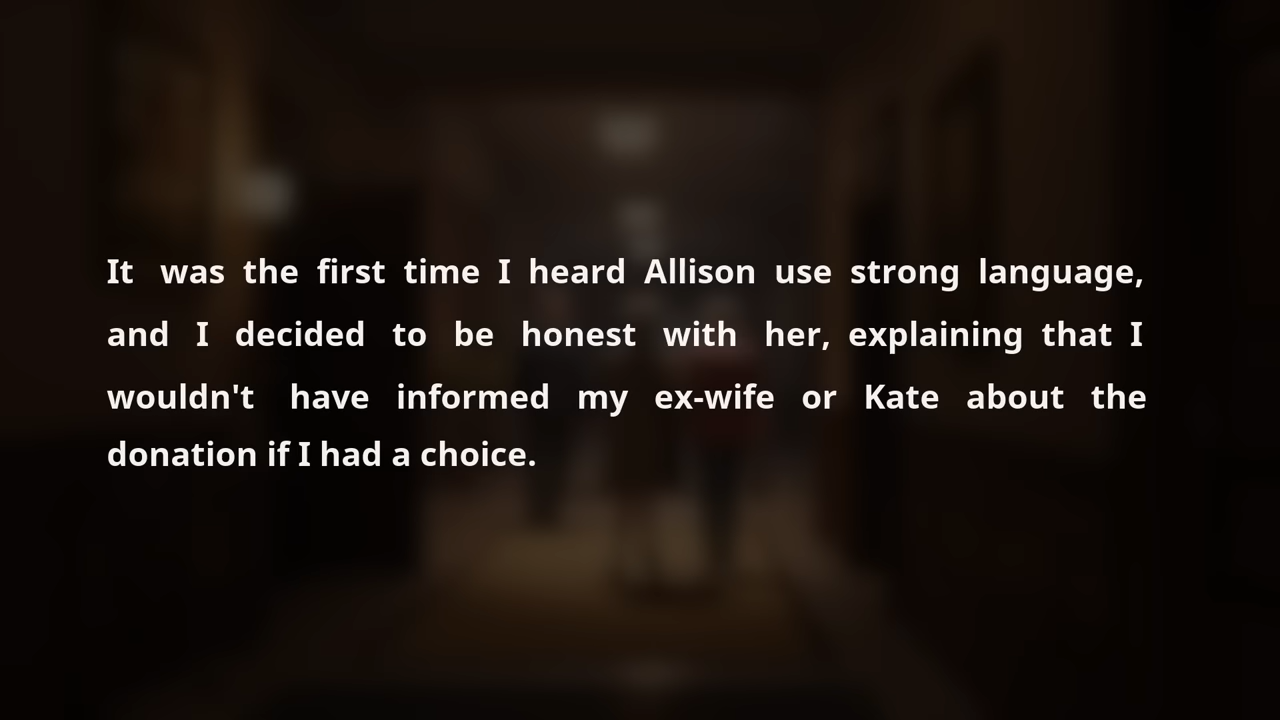 It was the first time I heard Allison use strong language,
and I decided to be honest with her, explaining that I
wouldn't have informed my ex-wife or Kate about the
donation if I had a choice.